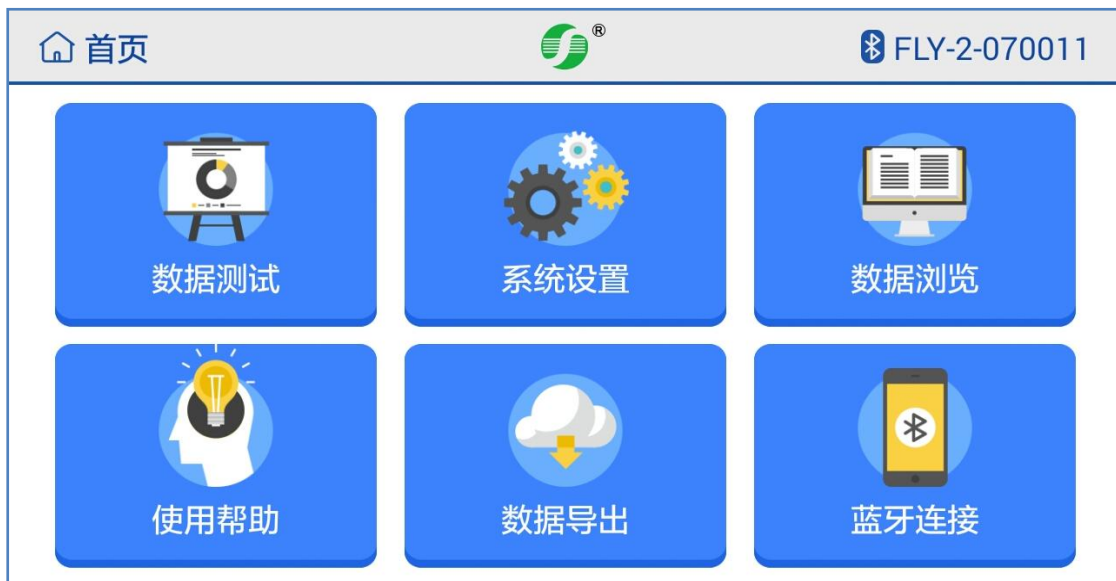 首页
®
FLY-2-070011
数据测试
系统设置
数据浏览
使用帮助
数据导出
蓝牙连接